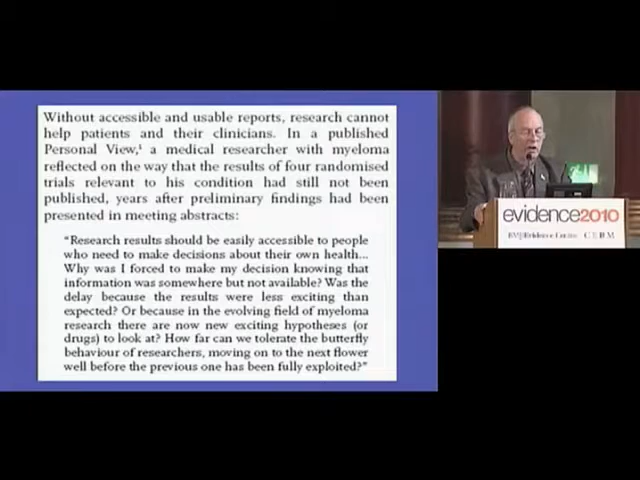 Without accessible and usable reports, research cannot
help patients and their clinicians. In a published
Personal View,¹ a medical researcher with myeloma
reflected on the way that the results of four randomised
trials relevant to his condition had still not been
published, years after preliminary findings had been
presented in meeting abstracts:
"Research results should be easily accessible to people
who need to make decisions about their own health...
Why was I forced to make my decision knowing that
information was somewhere but not available? Was the
delay because the results were less exciting than
expected? Or because in the evolving field of myeloma
research there are now new exciting hypotheses (or
drugs) to look at? How far can we tolerate the butterfly
behaviour of researchers, moving on to the next flower
well before the previous one has been fully exploited?"
evidence2010
BMJ Evidence Centre C E B M